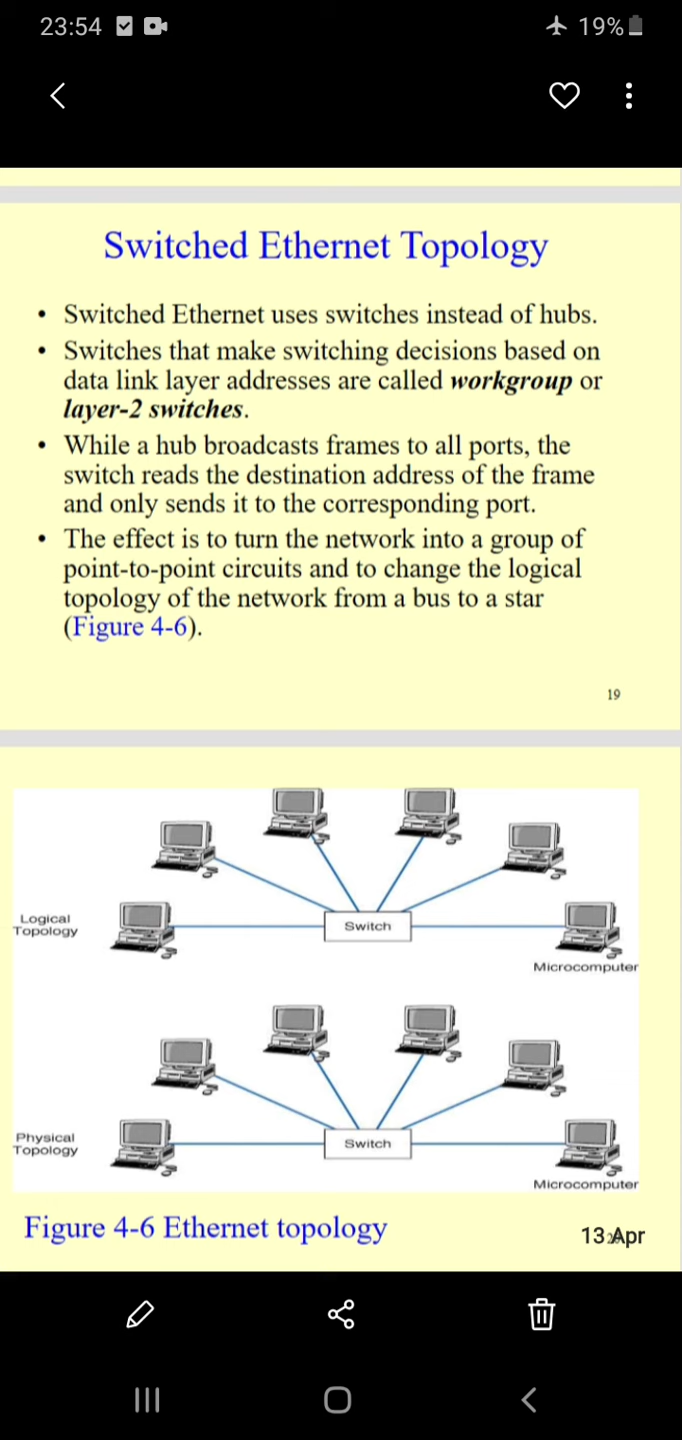 23:54
19%
Switched Ethernet Topology
• Switched Ethernet uses switches instead of hubs.
• Switches that make switching decisions based on
data link layer addresses are called workgroup or
layer-2 switches.
• While a hub broadcasts frames to all ports, the
switch reads the destination address of the frame
and only sends it to the corresponding port.
• The effect is to turn the network into a group of
point-to-point circuits and to change the logical
topology of the network from a bus to a star
(Figure 4-6).
19
Logical
Topology
Switch
Microcomputer
Physical
Topology
Switch
Microcomputer
Figure 4-6 Ethernet topology
13 Apr